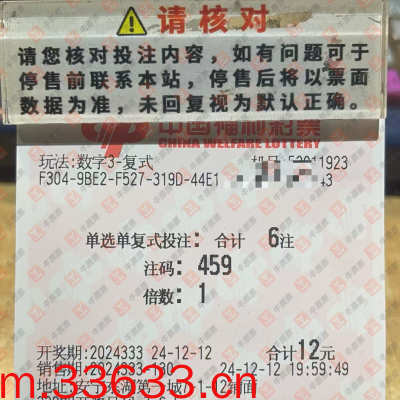 请核对
请您核对投注内容,如有问题可于
停售前联系本站,停售后将以票面
数据为准,未回复视为默认正确。
中国福利彩票
CHINA WELFARE LOTTERY
玩法:数字3-复式
F304-9BE2-F527-319D-44E1
单选单复式投注: 合计 6注
注码: 459
倍数: 1
开奖期:2024333 24-12-12 合计12元
24-12-12 19:59:49
m.33633.com